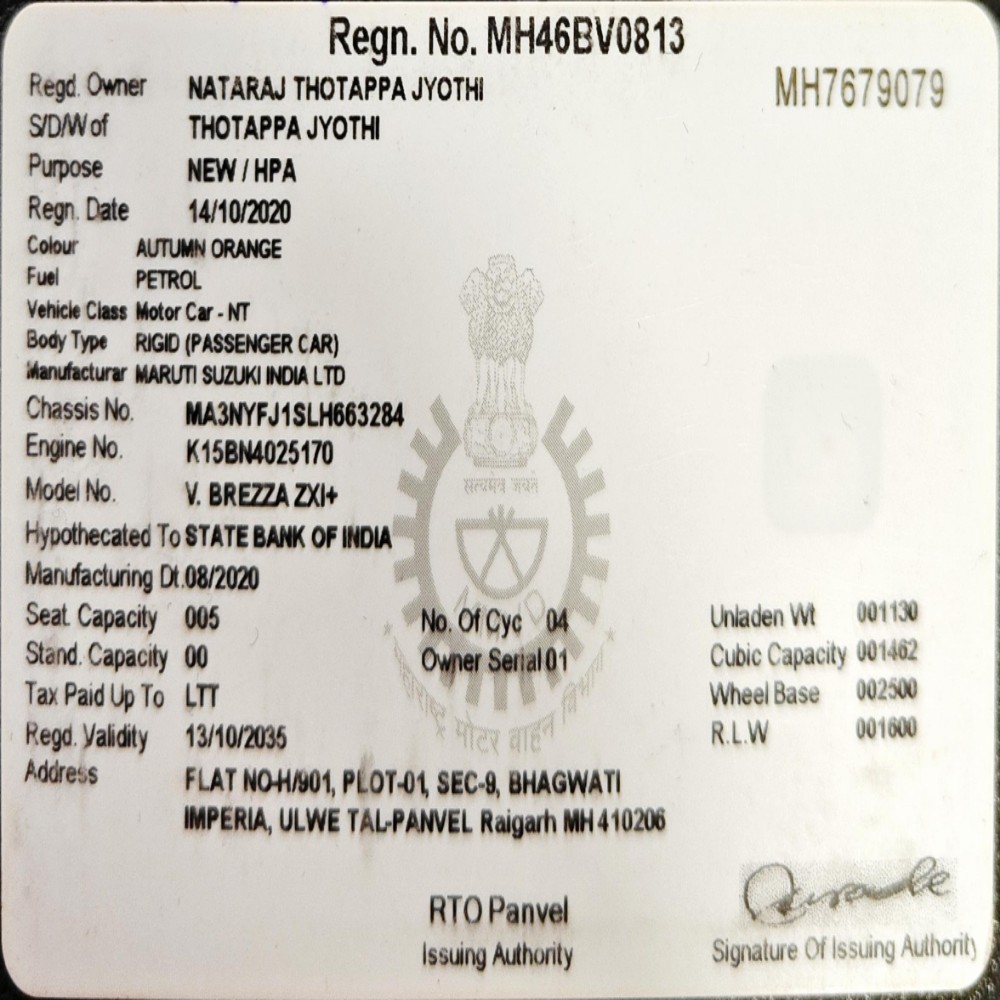 Regn. No. MH46BV0813
MH7679079
Regd. Owner NATARAJ THOTAPPA JYOTHI
S/D/W of THOTAPPA JYOTHI
Purpose NEW / HPA
Regn. Date 14/10/2020
Colour AUTUMN ORANGE
Fuel PETROL
Vehicle Class Motor Car - NT
Body Type RIGID (PASSENGER CAR)
Manufacturar MARUTI SUZUKI INDIA LTD
Chassis No. MA3NYFJ1SLH663284
Engine No. K15BN4025170
Model No. V. BREZZA ZXI+
Hypothecated To STATE BANK OF INDIA
Manufacturing Dt. 08/2020
Seat Capacity 005 No. Of Cyc 04 Unladen Wt 001130
Stand. Capacity 00 Owner Serial 01 Cubic Capacity 001462
Tax Paid Up To LTT Wheel Base 002500
Regd. Validity 13/10/2035 R.L.W 001600
Address FLAT NO-H/901, PLOT-01, SEC-9, BHAGWATI
IMPERIA, ULWE TAL-PANVEL Raigarh MH 410206
सत्यमेव जयते
महाराष्ट्र मोटर वाहन विभाग
RTO Panvel
Issuing Authority
Signature Of Issuing Authority